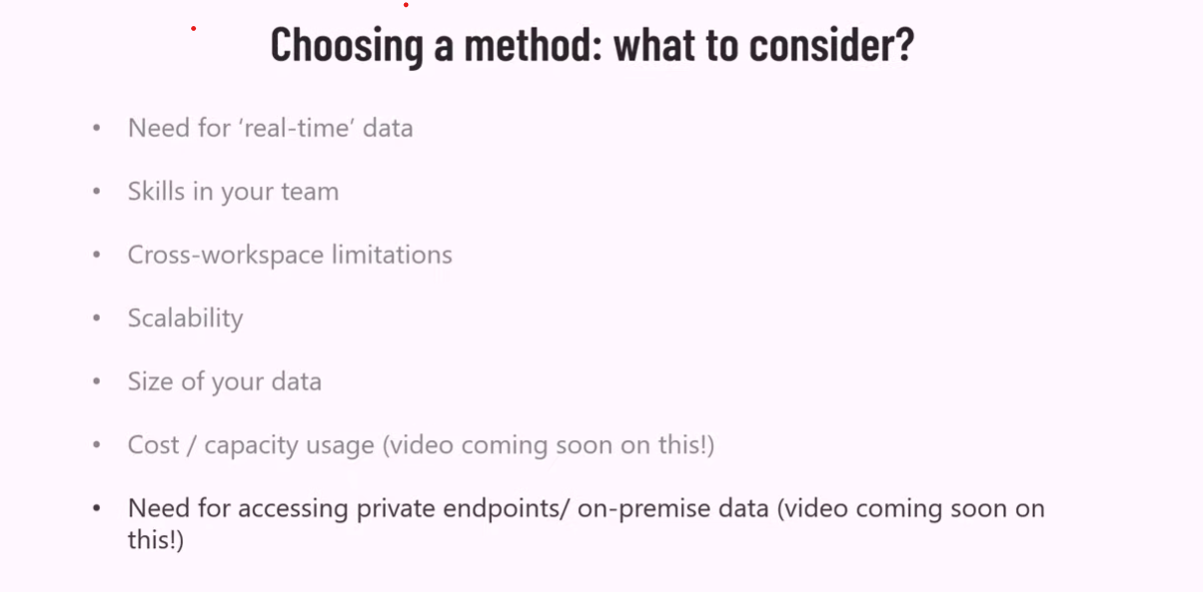 Choosing a method: what to consider?
• Need for ‘real-time’ data
• Skills in your team
• Cross-workspace limitations
• Scalability
• Size of your data
• Cost / capacity usage (video coming soon on this!)
• Need for accessing private endpoints/ on-premise data (video coming soon on
this!)